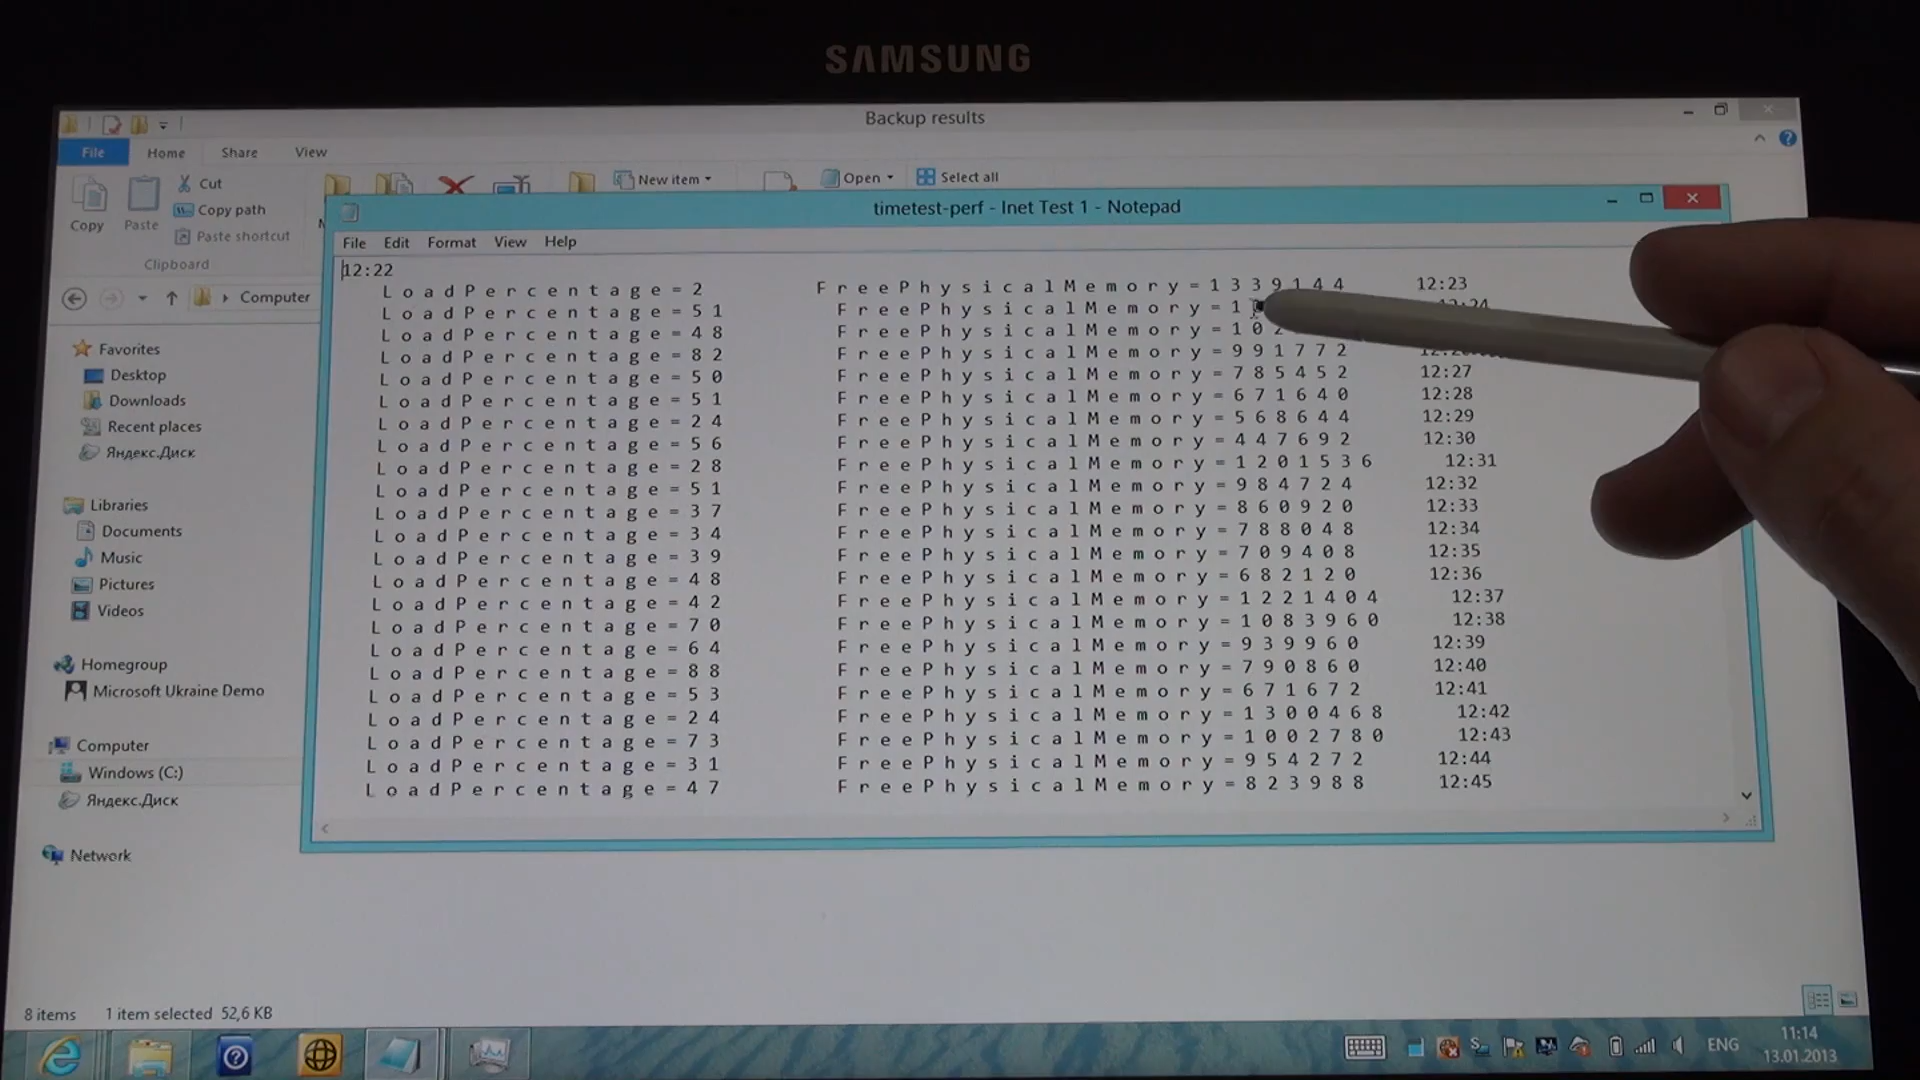 SAMSUNG
Backup results
File Home Share View
Cut
Copy path
Paste shortcut
Copy Paste
Clipboard
New item
Open
Select all
timetest-perf - Inet Test 1 - Notepad
File Edit Format View Help
Computer
Favorites
Desktop
Downloads
Recent places
Яндекс.Диск
Libraries
Documents
Music
Pictures
Videos
Homegroup
Microsoft Ukraine Demo
Computer
Windows (C:)
Яндекс.Диск
Network
12:22
LoadPercentage=2 FreePhysicalMemory=1339144 12:23
LoadPercentage=51 FreePhysicalMemory=
LoadPercentage=48 FreePhysicalMemory=
LoadPercentage=82 FreePhysicalMemory=991772
LoadPercentage=50 FreePhysicalMemory=785452 12:27
LoadPercentage=51 FreePhysicalMemory=671640 12:28
LoadPercentage=24 FreePhysicalMemory=568644 12:29
LoadPercentage=56 FreePhysicalMemory=447692 12:30
LoadPercentage=28 FreePhysicalMemory=1201536 12:31
LoadPercentage=51 FreePhysicalMemory=984724 12:32
LoadPercentage=37 FreePhysicalMemory=860920 12:33
LoadPercentage=34 FreePhysicalMemory=788048 12:34
LoadPercentage=39 FreePhysicalMemory=709408 12:35
LoadPercentage=48 FreePhysicalMemory=682120 12:36
LoadPercentage=42 FreePhysicalMemory=1221404 12:37
LoadPercentage=70 FreePhysicalMemory=1083960 12:38
LoadPercentage=64 FreePhysicalMemory=939960 12:39
LoadPercentage=88 FreePhysicalMemory=790860 12:40
LoadPercentage=53 FreePhysicalMemory=671672 12:41
LoadPercentage=24 FreePhysicalMemory=1300468 12:42
LoadPercentage=73 FreePhysicalMemory=1002780 12:43
LoadPercentage=31 FreePhysicalMemory=954272 12:44
LoadPercentage=47 FreePhysicalMemory=823988 12:45
8 items 1 item selected 52,6 KB
ENG
11:14
13.01.2013